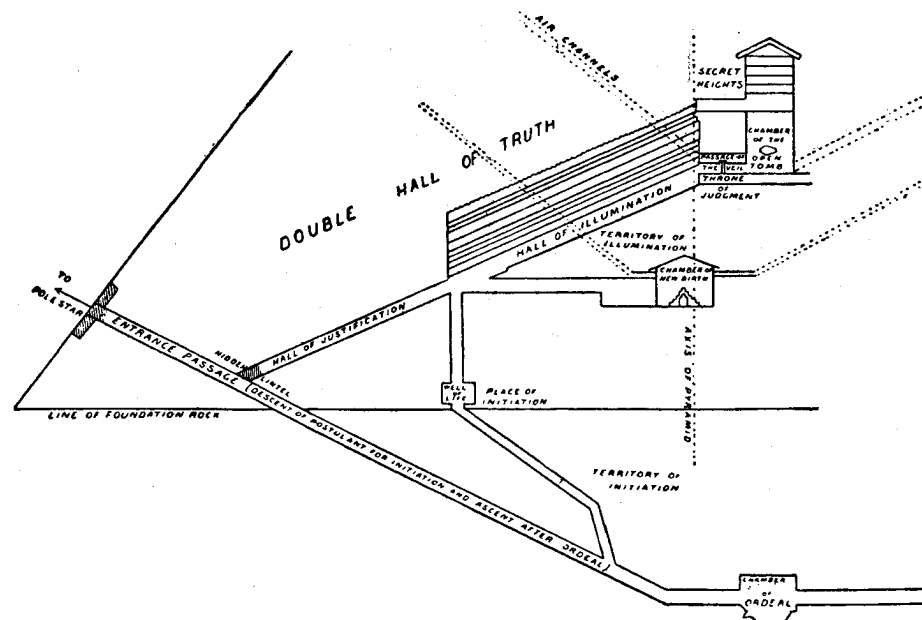 AIR CHANNELS
SECRET
HEIGHTS
DOUBLE HALL OF TRUTH
CHAMBER
OF THE
OPEN
TOMB
PASSAGE OF
THE VEIL
THRONE
OF
JUDGMENT
HALL OF ILLUMINATION
TERRITORY OF
ILLUMINATION
CHAMBER OF
NEW BIRTH
TO
POLESTAR
ENTRANCE PASSAGE (DESCENT OF POSTULANT FOR INITIATION AND ASCENT AFTER ORDEAL)
HIDDEN LINTEL
HALL OF JUSTIFICATION
AXIS OF PYRAMID
WELL
OF
LIFE
PLACE OF
INITIATION
LINE OF FOUNDATION ROCK
TERRITORY OF
INITIATION
CHAMBER
OF
ORDEAL